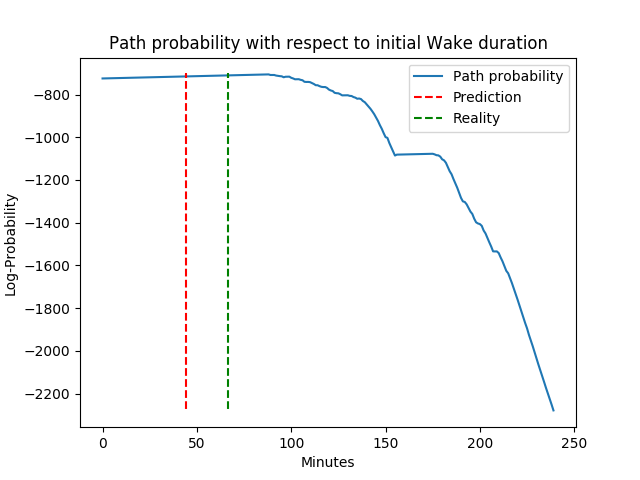 Path probability with respect to initial Wake duration
Path probability
Prediction
Reality
Log-Probability
−800
−1000
−1200
−1400
−1600
−1800
−2000
−2200
0 50 100 150 200 250
Minutes